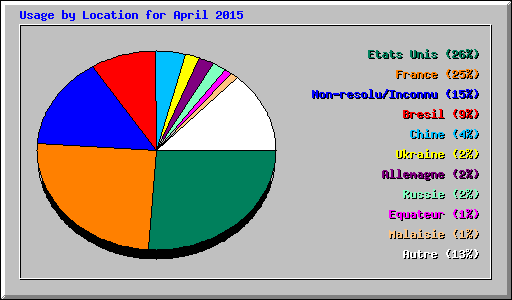 Usage by Location for April 2015
Etats Unis (26%)
France (25%)
Non-resolu/Inconnu (15%)
Bresil (9%)
Chine (4%)
Ukraine (2%)
Allemagne (2%)
Russie (2%)
Equateur (1%)
Malaisie (1%)
Autre (13%)